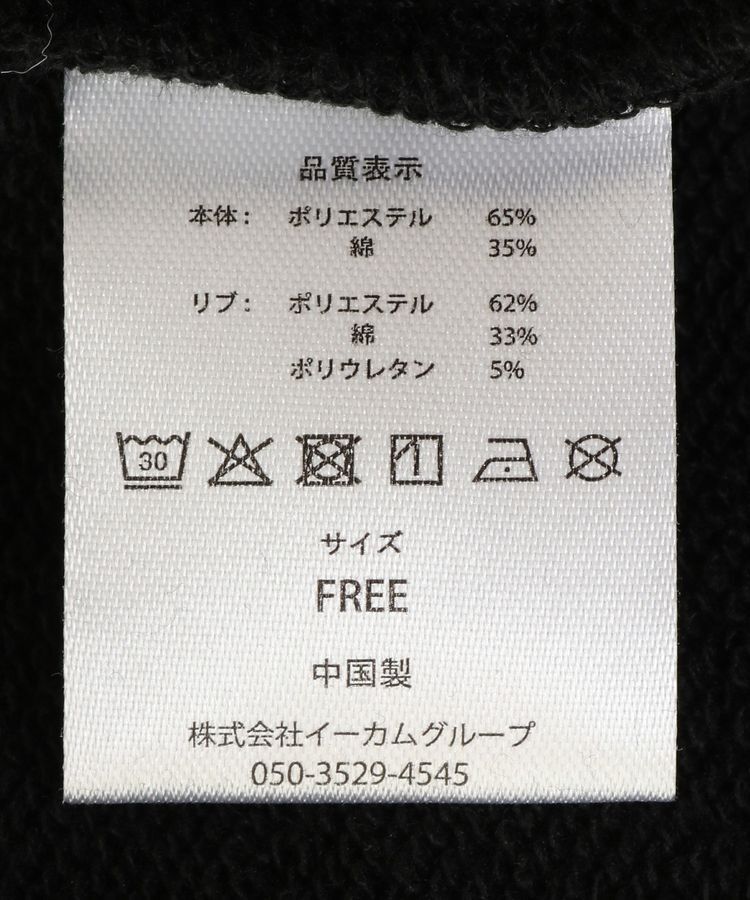 品質表示
本体： ポリエステル 65%
綿 35%
リブ： ポリエステル 62%
綿 33%
ポリウレタン 5%
30
サイズ
FREE
中国製
株式会社イーカムグループ
050-3529-4545